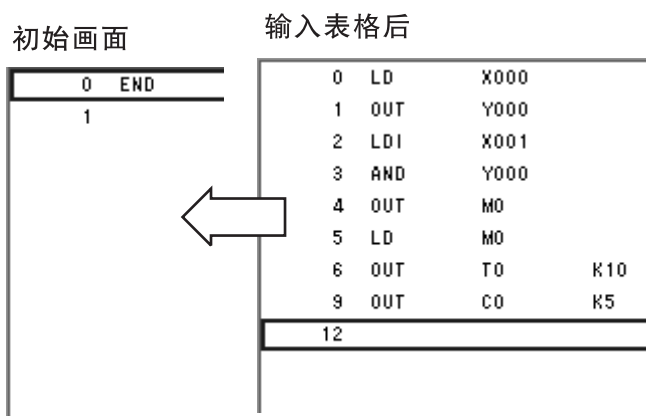 初始画面
0 END
1
输入表格后
0 LD X000
1 OUT Y000
2 LDI X001
3 AND Y000
4 OUT M0
5 LD M0
6 OUT T0 K10
9 OUT C0 K5
12